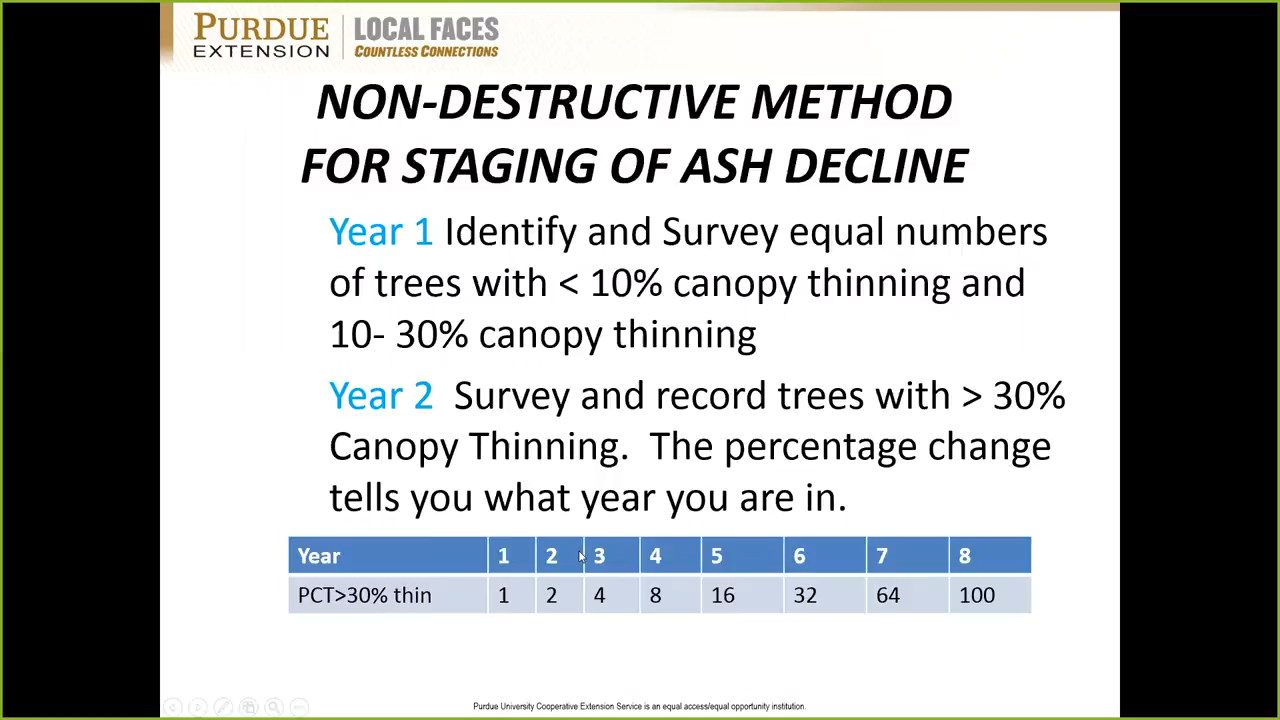 PURDUE
EXTENSION
LOCAL FACES
COUNTLESS CONNECTIONS
NON-DESTRUCTIVE METHOD
FOR STAGING OF ASH DECLINE
Year 1 Identify and Survey equal numbers
of trees with < 10% canopy thinning and
10- 30% canopy thinning
Year 2  Survey and record trees with > 30%
Canopy Thinning.  The percentage change
tells you what year you are in.
Year 1 2 3 4 5 6 7 8
PCT>30% thin 1 2 4 8 16 32 64 100
Purdue University Cooperative Extension Service is an equal access/equal opportunity institution.